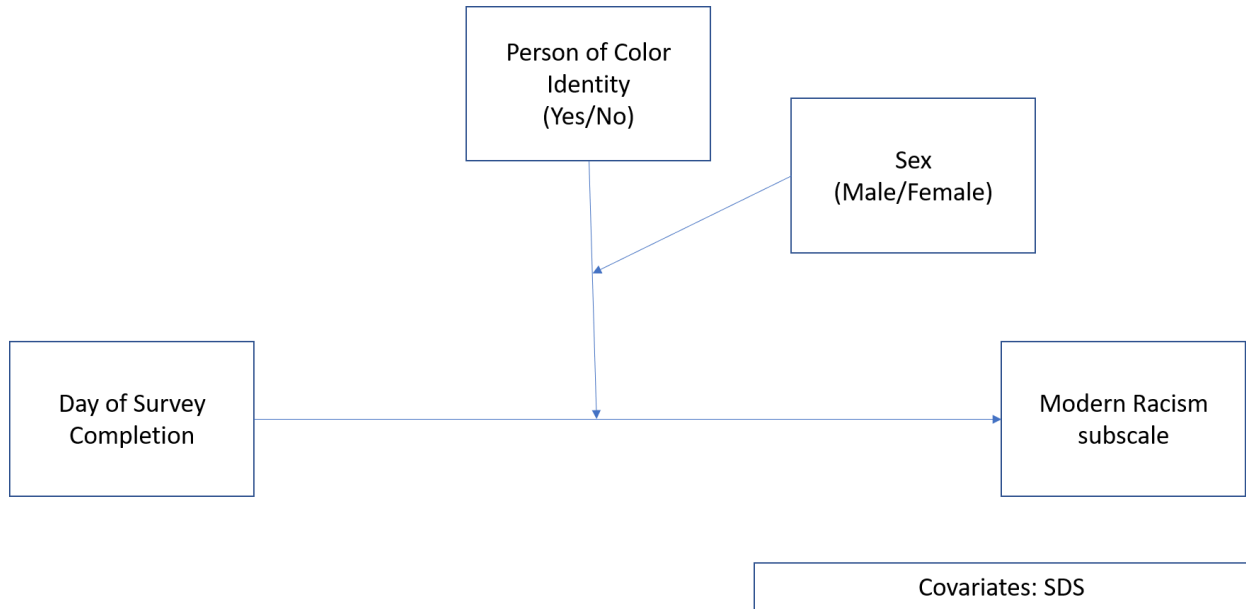 Person of Color
Identity
(Yes/No)
Sex
(Male/Female)
Day of Survey
Completion
Modern Racism
subscale
Covariates: SDS